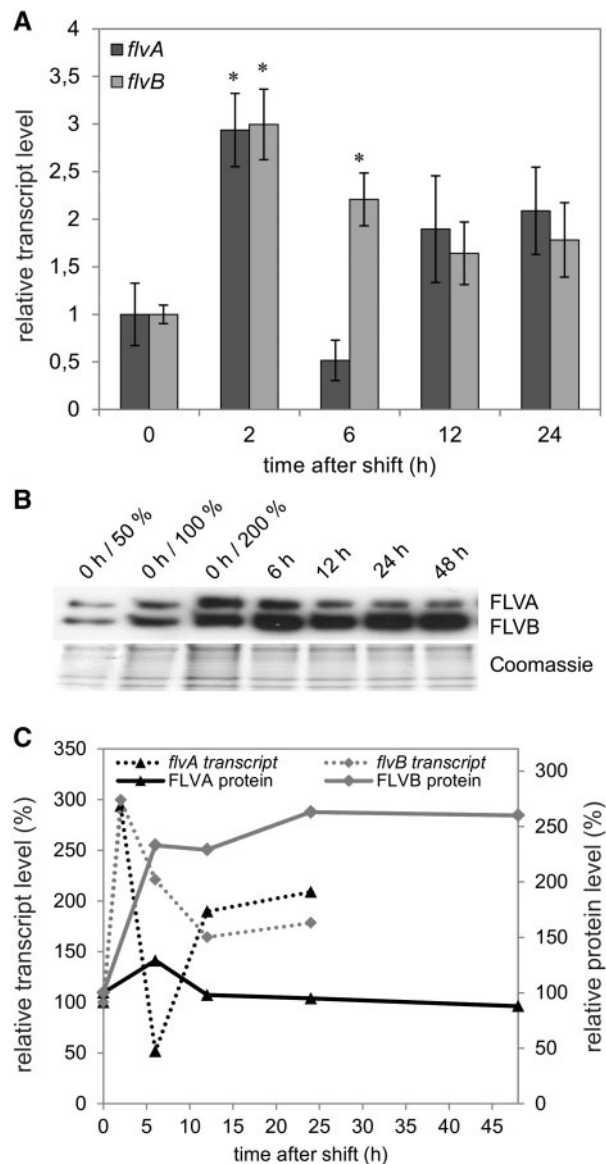 A
flvA
flvB
relative transcript level
4
3,5
3
2,5
2
1,5
1
0,5
0
* * *
0 2 6 12 24
time after shift (h)
B
0 h / 50 % 0 h / 100 % 0 h / 200 % 6 h 12 h 24 h 48 h
FLVA
FLVB
Coomassie
C
flvA transcript flvB transcript
FLVA protein FLVB protein
relative transcript level (%)
350
300
250
200
150
100
50
0
relative protein level (%)
300
250
200
150
100
50
0
0 5 10 15 20 25 30 35 40 45
time after shift (h)